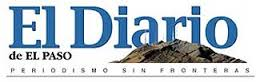 El Diario
de EL PASO
PERIODISMO SIN FRONTERAS